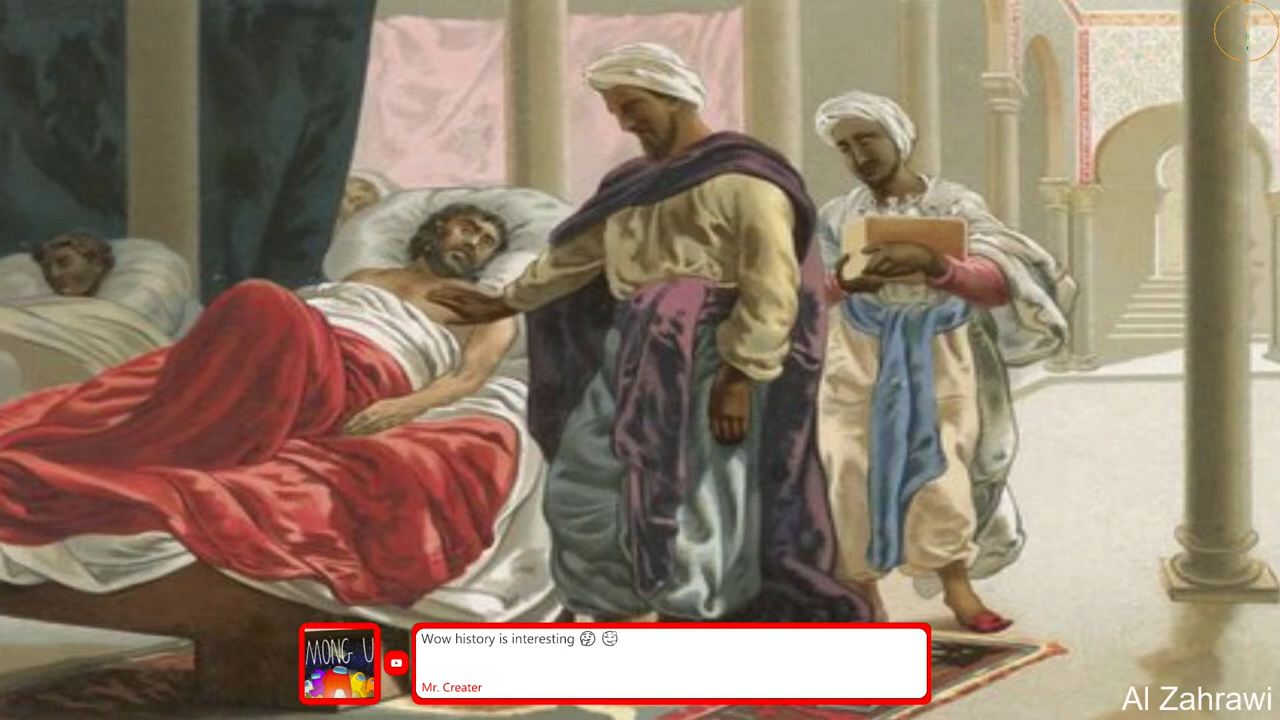 MONG U
Wow history is interesting 🤔 🧐
Mr. Creater
Al Zahrawi